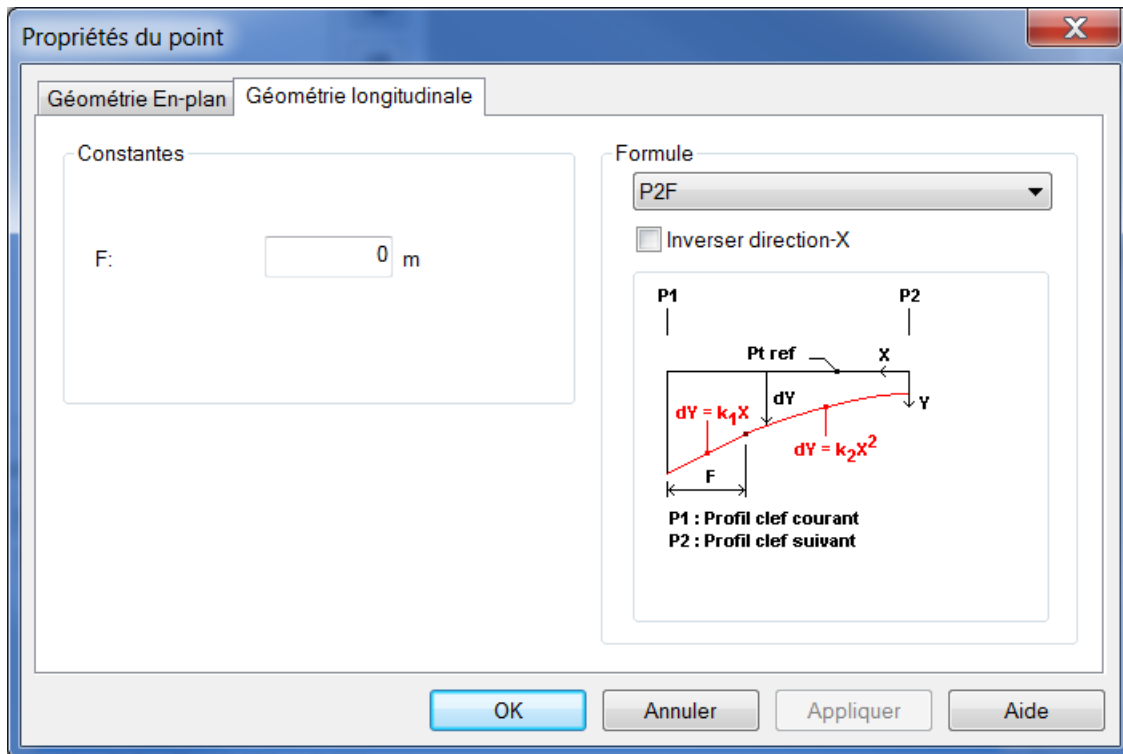 Propriétés du point
Géométrie En-plan
Géométrie longitudinale
Constantes
F:
0 m
Formule
P2F
Inverser direction-X
P1
P2
Pt ref
X
dY
Y
dY = k₁X
dY = k₂X²
F
P1 : Profil clef courant
P2 : Profil clef suivant
OK
Annuler
Appliquer
Aide